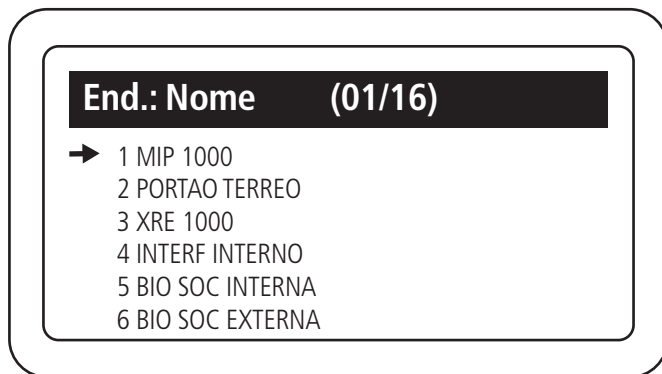 End.: Nome (01/16)
1 MIP 1000
2 PORTAO TERREO
3 XRE 1000
4 INTERF INTERNO
5 BIO SOC INTERNA
6 BIO SOC EXTERNA